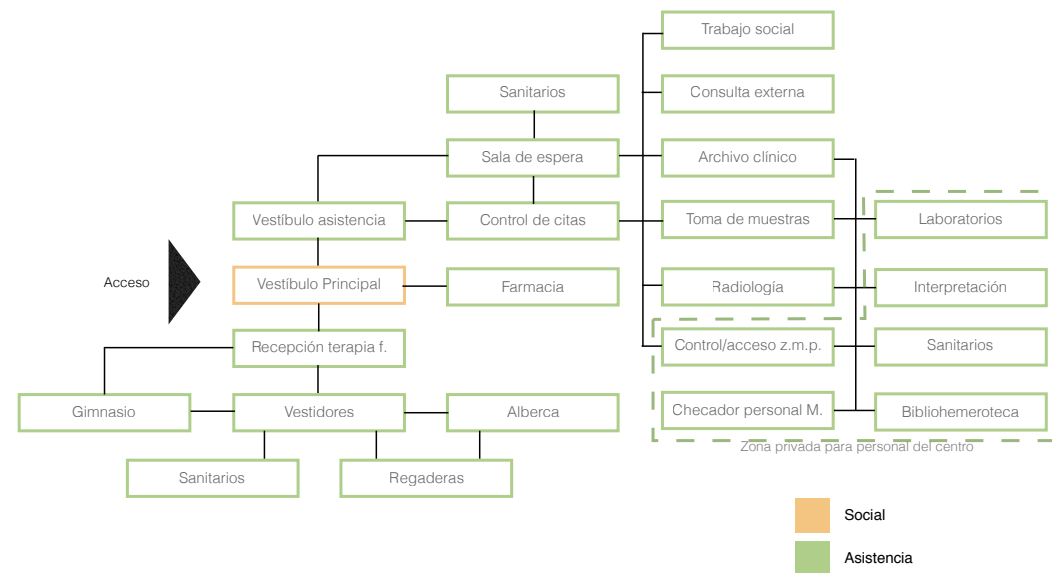 Trabajo social
Sanitarios
Consulta externa
Sala de espera
Archivo clínico
Vestíbulo asistencia
Control de citas
Toma de muestras
Laboratorios
Acceso
Vestíbulo Principal
Farmacia
Radiología
Interpretación
Recepción terapia f.
Control/acceso z.m.p.
Sanitarios
Gimnasio
Vestidores
Alberca
Checador personal M.
Bibliohemeroteca
Zona privada para personal del centro
Sanitarios
Regaderas
Social
Asistencia